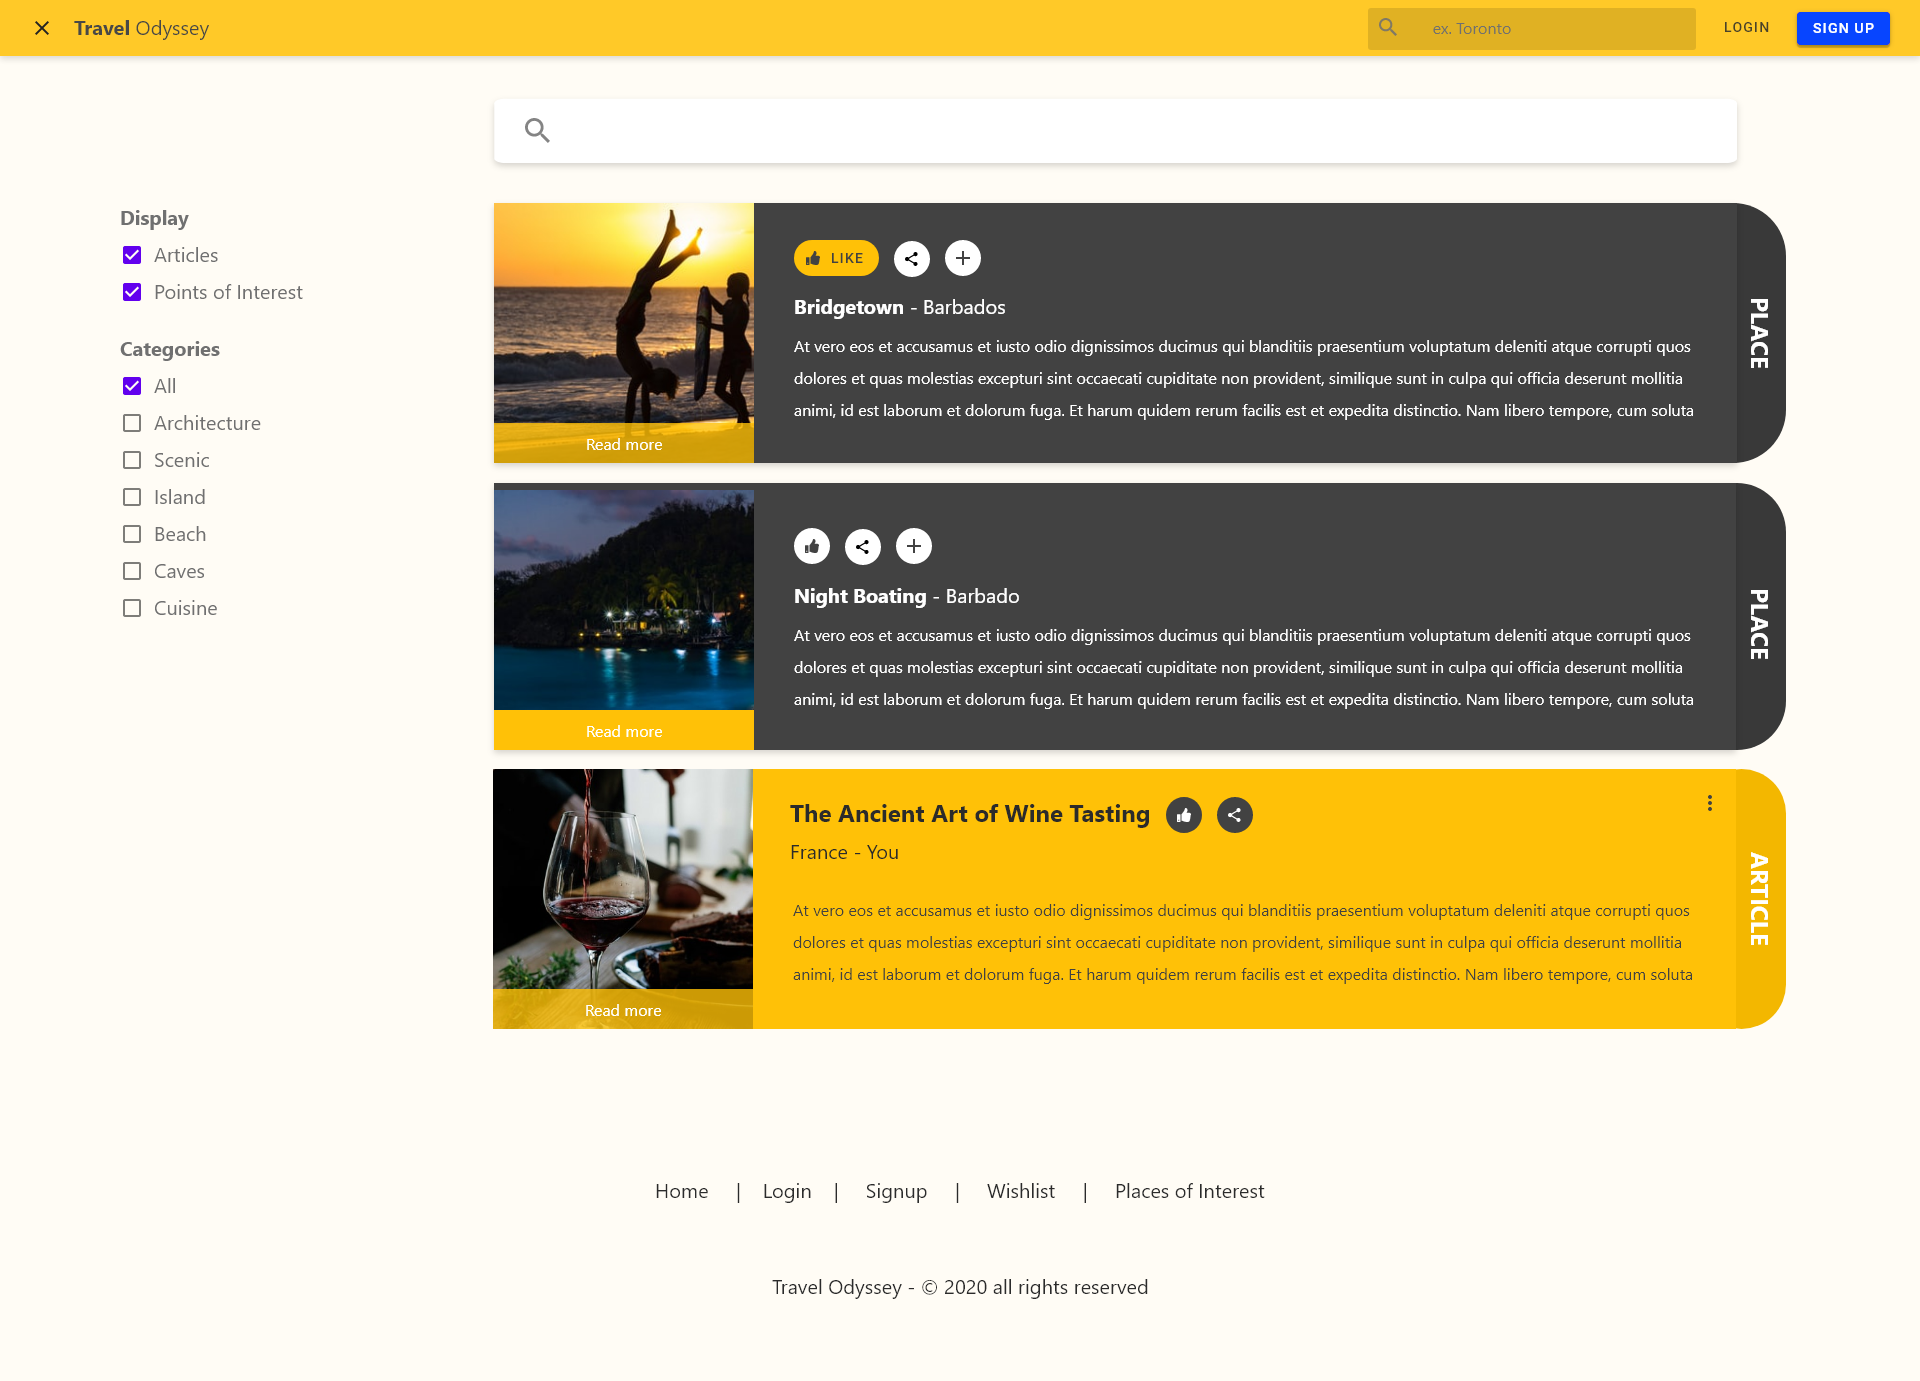 Travel Odyssey
ex. Toronto
LOGIN
SIGN UP
Display
Articles
Points of Interest
Categories
All
Architecture
Scenic
Island
Beach
Caves
Cuisine
LIKE
Bridgetown - Barbados
At vero eos et accusamus et iusto odio dignissimos ducimus qui blanditiis praesentium voluptatum deleniti atque corrupti quos
dolores et quas molestias excepturi sint occaecati cupiditate non provident, similique sunt in culpa qui officia deserunt mollitia
animi, id est laborum et dolorum fuga. Et harum quidem rerum facilis est et expedita distinctio. Nam libero tempore, cum soluta
Read more
PLACE
Night Boating - Barbado
At vero eos et accusamus et iusto odio dignissimos ducimus qui blanditiis praesentium voluptatum deleniti atque corrupti quos
dolores et quas molestias excepturi sint occaecati cupiditate non provident, similique sunt in culpa qui officia deserunt mollitia
animi, id est laborum et dolorum fuga. Et harum quidem rerum facilis est et expedita distinctio. Nam libero tempore, cum soluta
Read more
PLACE
The Ancient Art of Wine Tasting
France - You
At vero eos et accusamus et iusto odio dignissimos ducimus qui blanditiis praesentium voluptatum deleniti atque corrupti quos
dolores et quas molestias excepturi sint occaecati cupiditate non provident, similique sunt in culpa qui officia deserunt mollitia
animi, id est laborum et dolorum fuga. Et harum quidem rerum facilis est et expedita distinctio. Nam libero tempore, cum soluta
Read more
ARTICLE
Home | Login | Signup | Wishlist | Places of Interest
Travel Odyssey - © 2020 all rights reserved